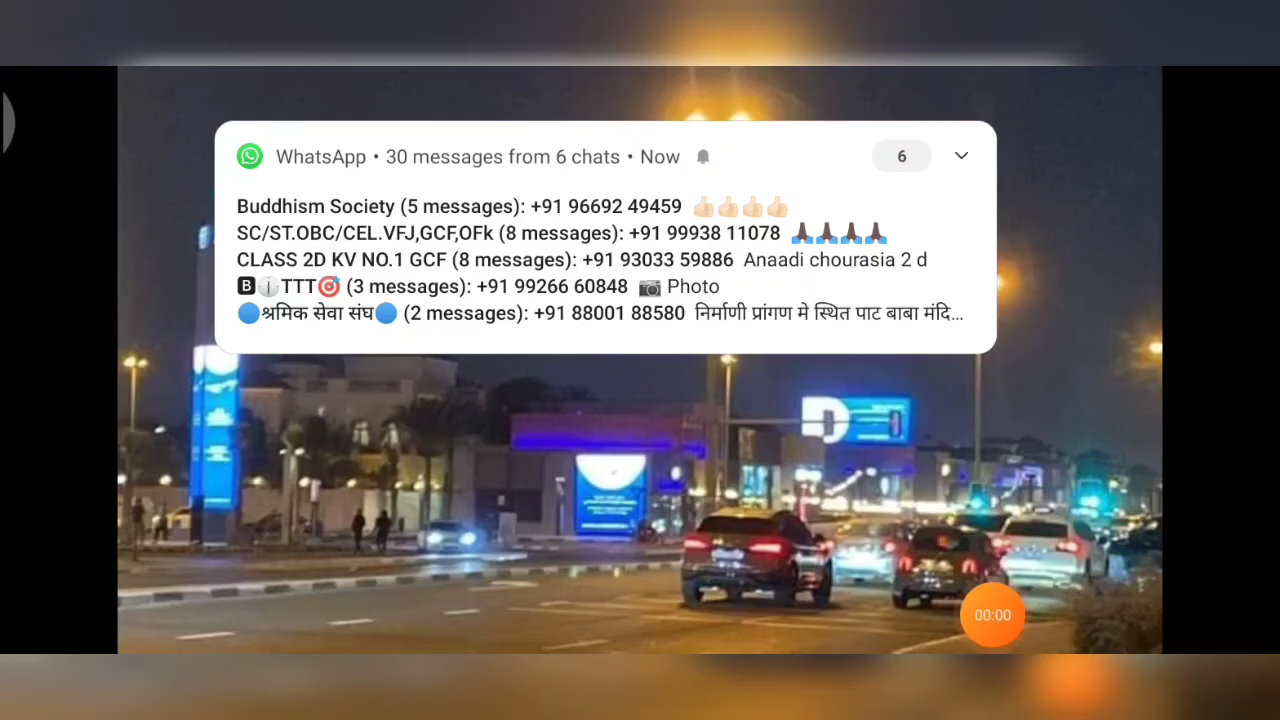 WhatsApp • 30 messages from 6 chats • Now 6
Buddhism Society (5 messages): +91 96692 49459 👍🏻👍🏻👍🏻👍🏻
SC/ST.OBC/CEL.VFJ,GCF,OFk (8 messages): +91 99938 11078 🙏🏿🙏🏿🙏🏿🙏🏿
CLASS 2D KV NO.1 GCF (8 messages): +91 93033 59886 Anaadi chourasia 2 d
🅱️TTT🎯 (3 messages): +91 99266 60848 📷 Photo
🔵श्रमिक सेवा संघ🔵 (2 messages): +91 88001 88580 निर्माणी प्रांगण मे स्थित पाट बाबा मंदि...
00:00